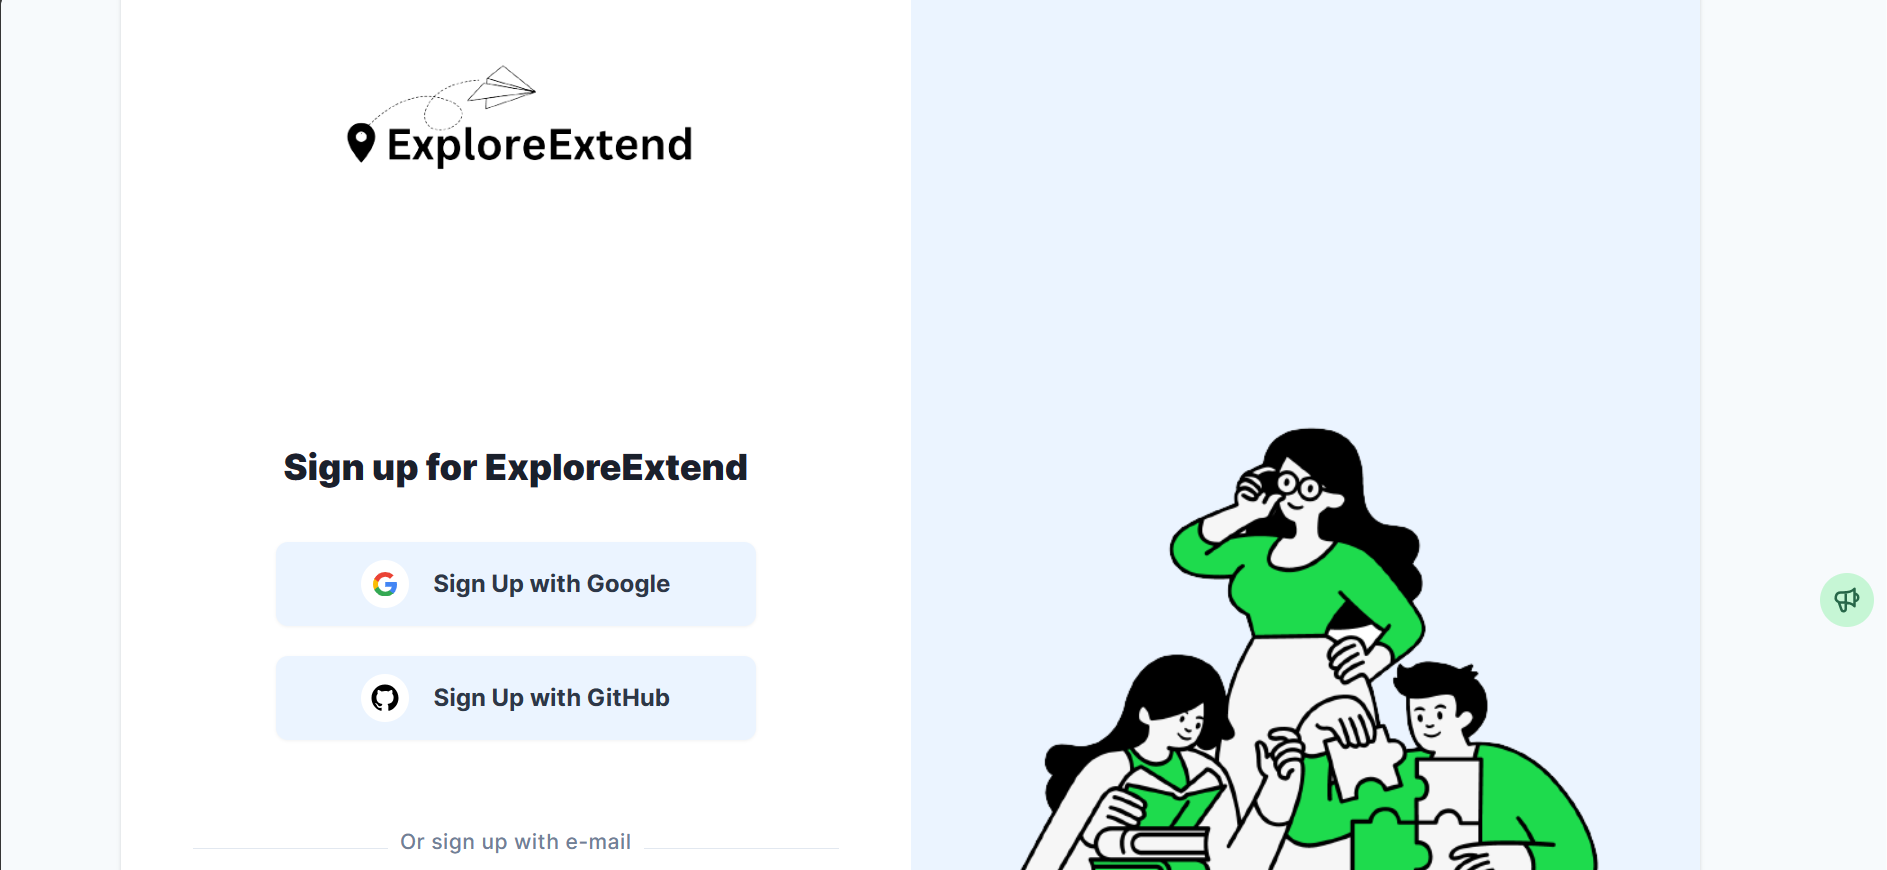 ExploreExtend
Sign up for ExploreExtend
Sign Up with Google
Sign Up with GitHub
Or sign up with e-mail